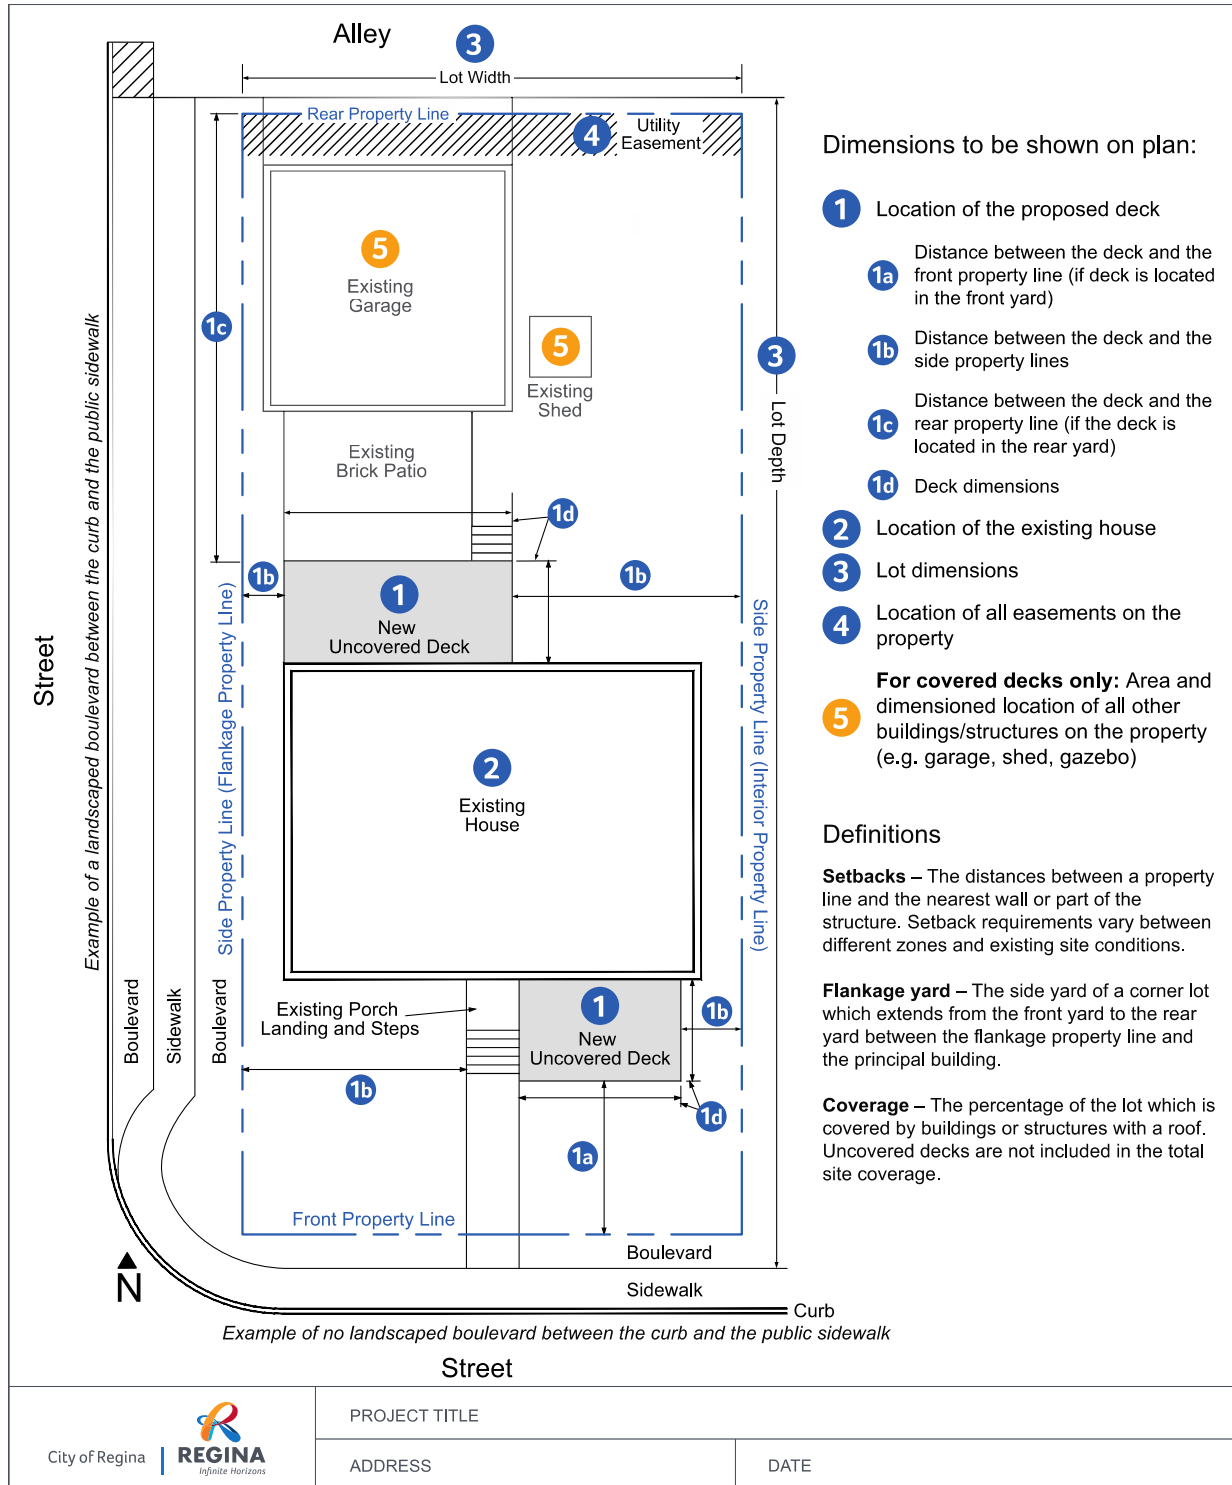 Alley
3
Lot Width
Rear Property Line
4
Utility
Easement
5
Existing
Garage
1c
5
Existing
Shed
3
Lot Depth
Existing
Brick Patio
1d
1b
1
New
Uncovered Deck
1b
Street
Example of a landscaped boulevard between the curb and the public sidewalk
Side Property Line (Flankage Property LIne)
Side Property Line (Interior Property Line)
2
Existing
House
Boulevard
Sidewalk
Boulevard
Existing Porch
Landing and Steps
1
New
Uncovered Deck
1b
1b
1d
1a
Front Property Line
N
Boulevard
Sidewalk
Curb
Example of no landscaped boulevard between the curb and the public sidewalk
Street
Dimensions to be shown on plan:
1 Location of the proposed deck
1a Distance between the deck and the
front property line (if deck is located
in the front yard)
1b Distance between the deck and the
side property lines
1c Distance between the deck and the
rear property line (if the deck is
located in the rear yard)
1d Deck dimensions
2 Location of the existing house
3 Lot dimensions
4 Location of all easements on the
property
5 For covered decks only: Area and
dimensioned location of all other
buildings/structures on the property
(e.g. garage, shed, gazebo)
Definitions
Setbacks – The distances between a property
line and the nearest wall or part of the
structure. Setback requirements vary between
different zones and existing site conditions.
Flankage yard – The side yard of a corner lot
which extends from the front yard to the rear
yard between the flankage property line and
the principal building.
Coverage – The percentage of the lot which is
covered by buildings or structures with a roof.
Uncovered decks are not included in the total
site coverage.
City of Regina
REGINA
Infinite Horizons
PROJECT TITLE
ADDRESS
DATE